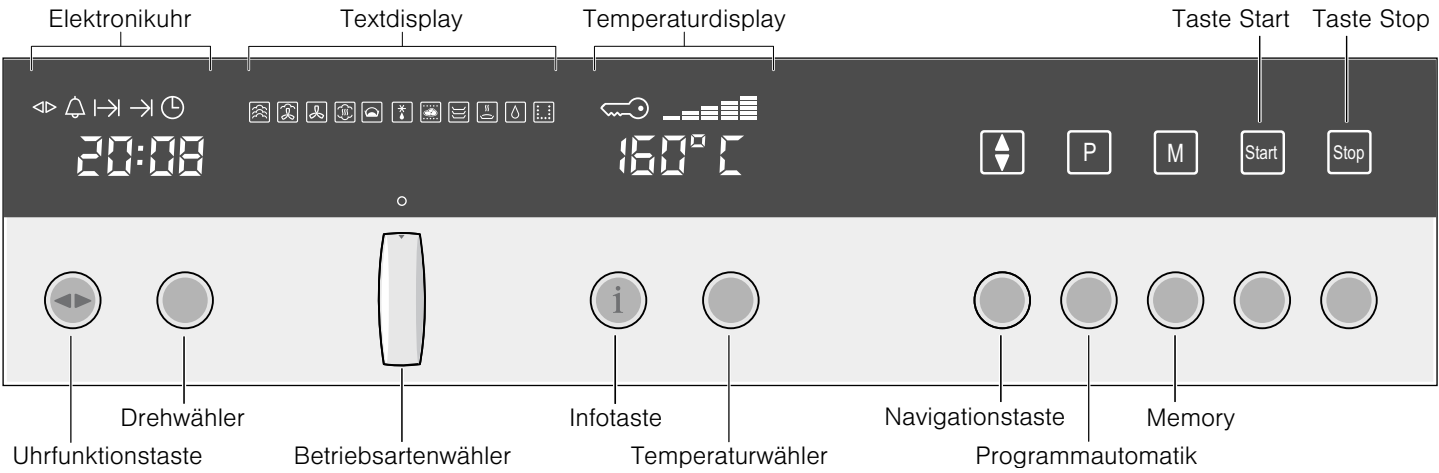 Elektronikuhr Textdisplay Temperaturdisplay Taste Start Taste Stop
20:08 160°C P M Start Stop
i
Drehwähler Infotaste Navigationstaste Memory
Uhrfunktionstaste Betriebsartenwähler Temperaturwähler Programmautomatik